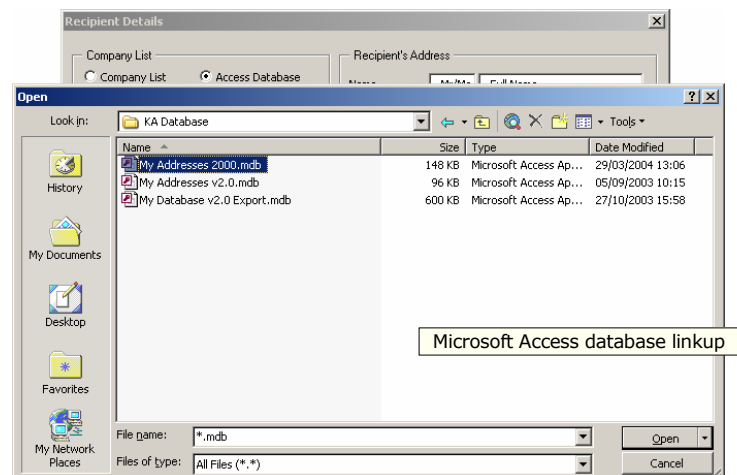 Recipient Details
Company List
Recipient's Address
Company List
Access Database
Full Name
Open
Look in:
KA Database
Tools
Name
Size
Type
Date Modified
My Addresses 2000.mdb
148 KB
Microsoft Access Ap...
29/03/2004 13:06
My Addresses v2.0.mdb
96 KB
Microsoft Access Ap...
05/09/2003 10:15
My Database v2.0 Export.mdb
600 KB
Microsoft Access Ap...
27/10/2003 15:58
History
My Documents
Desktop
Favorites
My Network
Places
Microsoft Access database linkup
File name:
*.mdb
Open
Files of type:
All Files (*.*)
Cancel